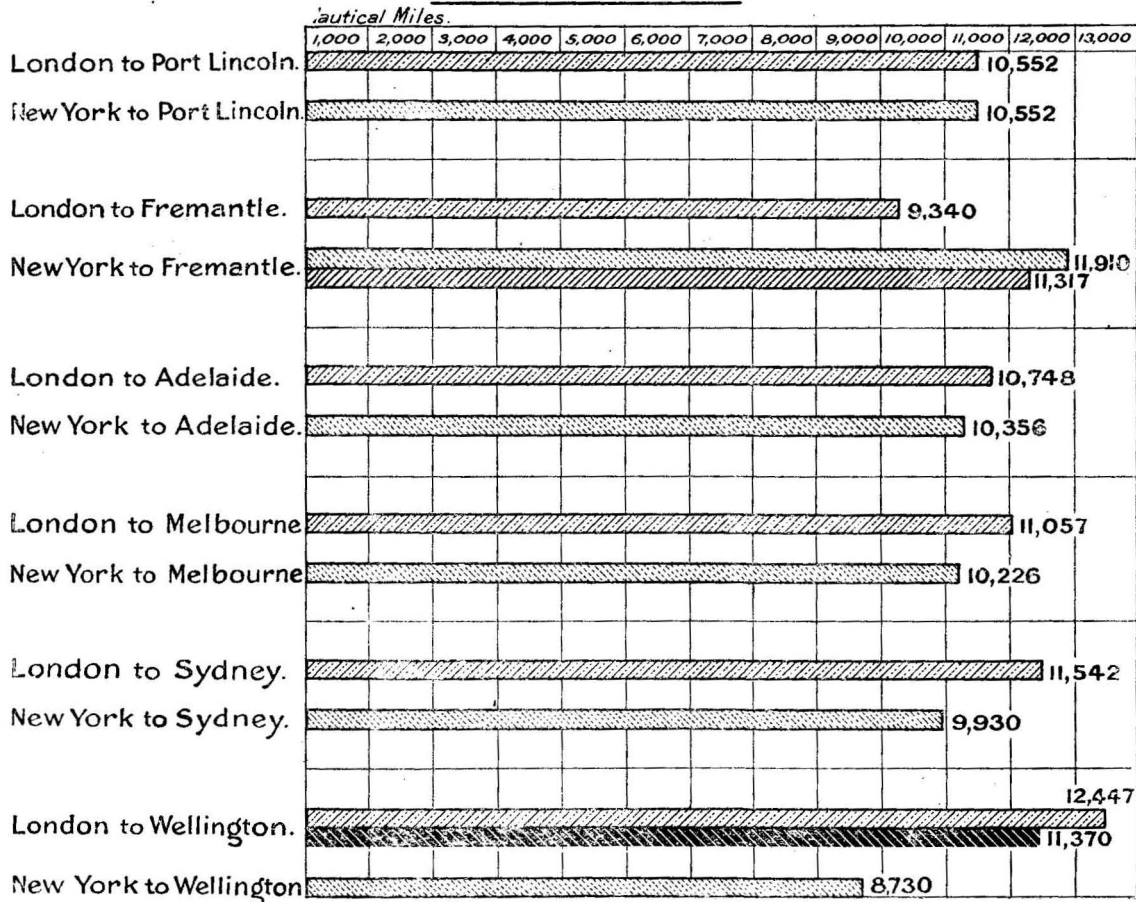 Nautical Miles.
1,000 2,000 3,000 4,000 5,000 6,000 7,000 8,000 9,000 10,000 11,000 12,000 13,000
London to Port Lincoln. 10,552
New York to Port Lincoln. 10,552
London to Fremantle. 9,340
New York to Fremantle. 11,910
11,317
London to Adelaide. 10,748
New York to Adelaide. 10,356
London to Melbourne 11,057
New York to Melbourne 10,226
London to Sydney. 11,542
New York to Sydney. 9,930
12,447
London to Wellington. 11,370
New York to Wellington 8,730